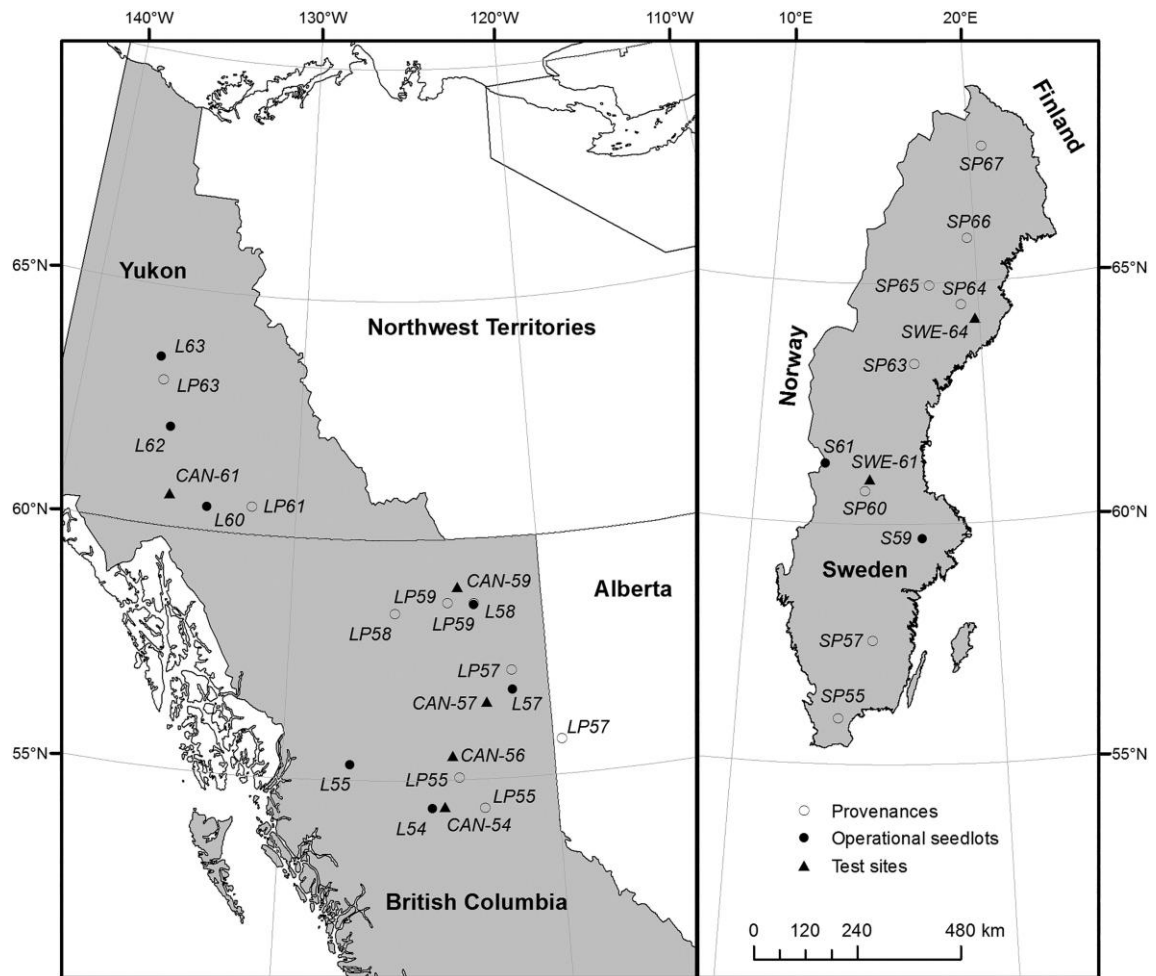 140°W
130°W
120°W
110°W
10°E
20°E
65°N
60°N
55°N
Yukon
Northwest Territories
L63
LP63
L62
CAN-61
L60
LP61
CAN-59
LP59
LP59
L58
LP58
Alberta
LP57
CAN-57
L57
LP57
CAN-56
L55
LP55
LP55
L54
CAN-54
British Columbia
Finland
SP67
SP66
SP65
SP64
SWE-64
Norway
SP63
S61
SWE-61
SP60
S59
Sweden
SP57
SP55
65°N
60°N
55°N
Provenances
Operational seedlots
Test sites
0 120 240 480 km